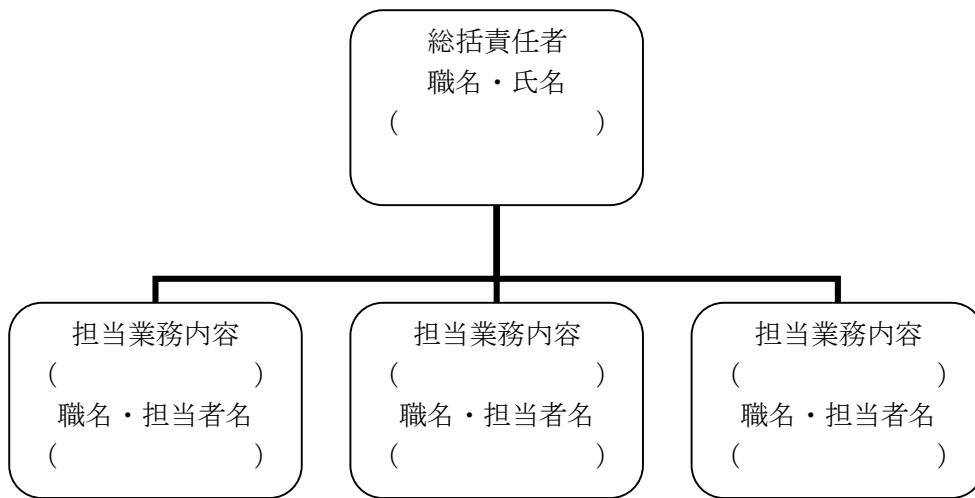 総括責任者
職名・氏名
(　　　　　　　)
担当業務内容
(　　　　　　　)
職名・担当者名
(　　　　　　　)
担当業務内容
(　　　　　　　)
職名・担当者名
(　　　　　　　)
担当業務内容
(　　　　　　　)
職名・担当者名
(　　　　　　　)